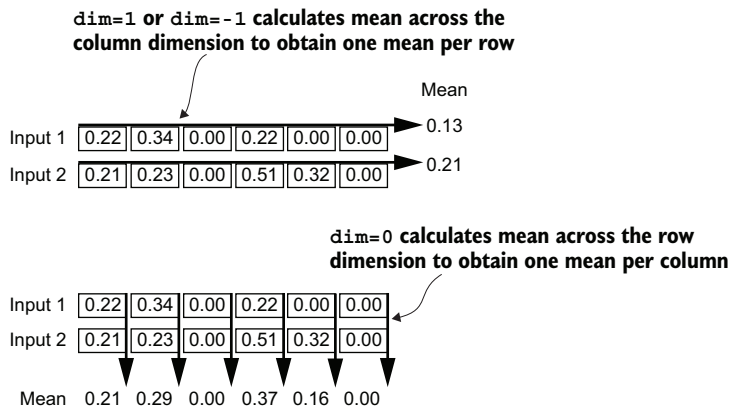 dim=1 or dim=-1 calculates mean across the
column dimension to obtain one mean per row
Mean
Input 1 0.22 0.34 0.00 0.22 0.00 0.00 0.13
Input 2 0.21 0.23 0.00 0.51 0.32 0.00 0.21
dim=0 calculates mean across the row
dimension to obtain one mean per column
Input 1 0.22 0.34 0.00 0.22 0.00 0.00
Input 2 0.21 0.23 0.00 0.51 0.32 0.00
Mean 0.21 0.29 0.00 0.37 0.16 0.00